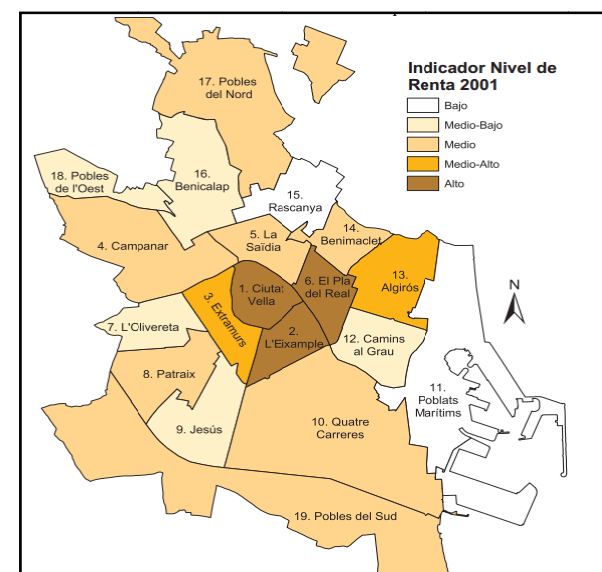 Indicador Nivel de
Renta 2001
Bajo
Medio-Bajo
Medio
Medio-Alto
Alto
17. Pobles
del Nord
16.
Benicalap
18. Pobles
de l'Oest
15.
Rascanya
14.
Benimaclet
5. La
Saïdia
4. Campanar
13.
Algirós
6. El Pla
del Real
1. Ciuta:
Vella
3. Extramurs
N
7. L'Olivereta
2.
L'Eixample
12. Camins
al Grau
8. Patraix
11.
Poblats
Marítims
10. Quatre
Carreres
9. Jesús
19. Pobles del Sud